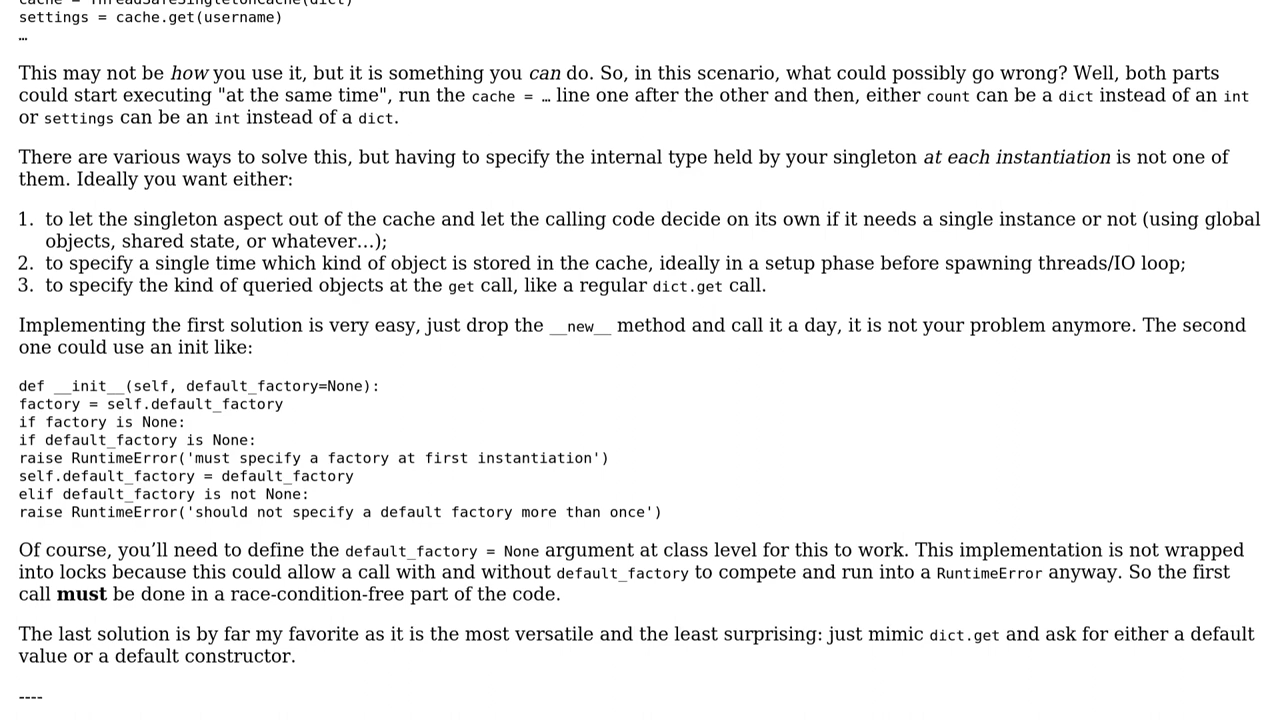 cache = ThreadSafeSingletonCache(dict)
settings = cache.get(username)
…
This may not be how you use it, but it is something you can do. So, in this scenario, what could possibly go wrong? Well, both parts
could start executing "at the same time", run the cache = … line one after the other and then, either count can be a dict instead of an int
or settings can be an int instead of a dict.
There are various ways to solve this, but having to specify the internal type held by your singleton at each instantiation is not one of
them. Ideally you want either:
1. to let the singleton aspect out of the cache and let the calling code decide on its own if it needs a single instance or not (using global
objects, shared state, or whatever…);
2. to specify a single time which kind of object is stored in the cache, ideally in a setup phase before spawning threads/IO loop;
3. to specify the kind of queried objects at the get call, like a regular dict.get call.
Implementing the first solution is very easy, just drop the __new__ method and call it a day, it is not your problem anymore. The second
one could use an init like:
def __init__(self, default_factory=None):
factory = self.default_factory
if factory is None:
if default_factory is None:
raise RuntimeError('must specify a factory at first instantiation')
self.default_factory = default_factory
elif default_factory is not None:
raise RuntimeError('should not specify a default factory more than once')
Of course, you’ll need to define the default_factory = None argument at class level for this to work. This implementation is not wrapped
into locks because this could allow a call with and without default_factory to compete and run into a RuntimeError anyway. So the first
call must be done in a race-condition-free part of the code.
The last solution is by far my favorite as it is the most versatile and the least surprising: just mimic dict.get and ask for either a default
value or a default constructor.
----